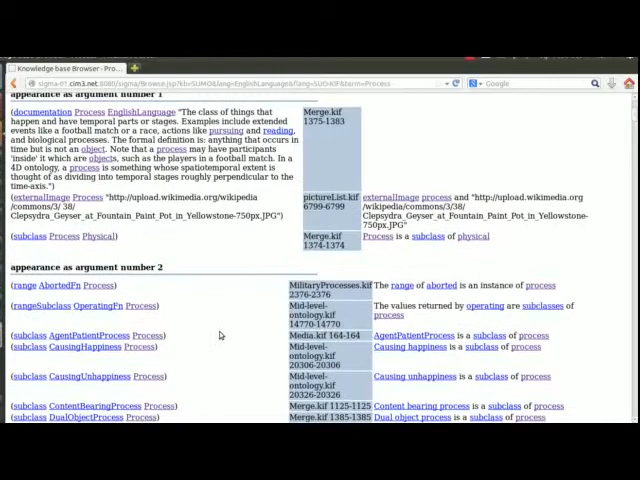 Knowledge base Browser - Pro...
sigma-01.cim3.net:8080/sigma/Browse.jsp?kb=SUMO&lang=EnglishLanguage&flang=SUO-KIF&term=Process
Google
appearance as argument number 1
(documentation Process EnglishLanguage "The class of things that
happen and have temporal parts or stages. Examples include extended
events like a football match or a race, actions like pursuing and reading,
and biological processes. The formal definition is: anything that occurs in
time but is not an object. Note that a process may have participants
'inside' it which are objects, such as the players in a football match. In a
4D ontology, a process is something whose spatiotemporal extent is
thought of as dividing into temporal stages roughly perpendicular to the
time-axis.")
Merge.kif
1375-1383
(externalImage Process "http://upload.wikimedia.org/wikipedia
/commons/3/ 38/
Clepsydra_Geyser_at_Fountain_Paint_Pot_in_Yellowstone-
750px.JPG")
pictureList.kif
6799-6799
externalImage process and "http://upload.wikimedia.org
/wikipedia/commons/3/38/
Clepsydra_Geyser_at_Fountain_Paint_Pot_in_Yellowstone-
750px.JPG"
(subclass Process Physical)
Merge.kif
1374-1374
Process is a subclass of physical
appearance as argument number 2
(range AbortedFn Process)
MilitaryProcesses.kif
2376-2376
The range of aborted is an instance of process
(rangeSubclass OperatingFn Process)
Mid-level-
ontology.kif
14770-14770
The values returned by operating are subclasses of
process
(subclass AgentPatientProcess Process)
Media.kif 164-164
AgentPatientProcess is a subclass of process
(subclass CausingHappiness Process)
Mid-level-
ontology.kif
20306-20306
Causing happiness is a subclass of process
(subclass CausingUnhappiness Process)
Mid-level-
ontology.kif
20326-20326
Causing unhappiness is a subclass of process
(subclass ContentBearingProcess Process)
Merge.kif 1125-1125
Content bearing process is a subclass of process
(subclass DualObjectProcess Process)
Merge.kif 1385-1385
Dual object process is a subclass of process